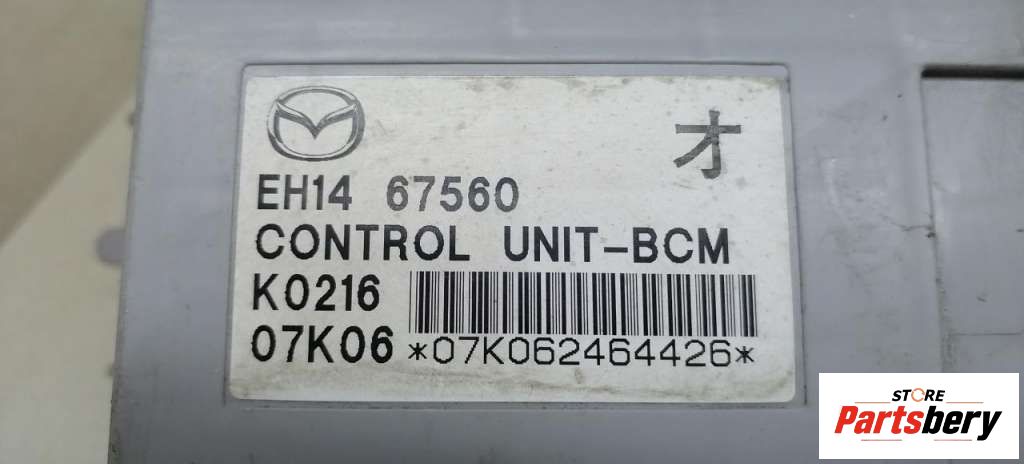 オ
EH14 67560
CONTROL UNIT-BCM
K0216
07K06 *07K062464426*
STORE
Partsbery